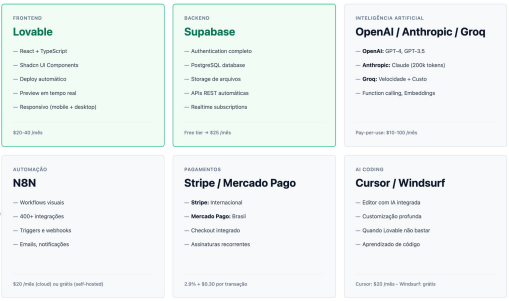 FRONTEND
Lovable
— React + TypeScript
— Shadcn UI Components
— Deploy automático
— Preview em tempo real
— Responsivo (mobile + desktop)
$20-40 /mês
BACKEND
Supabase
— Authentication completo
— PostgreSQL database
— Storage de arquivos
— APIs REST automáticas
— Realtime subscriptions
Free tier → $25 /mês
INTELIGÊNCIA ARTIFICIAL
OpenAI / Anthropic / Groq
— OpenAI: GPT-4, GPT-3.5
— Anthropic: Claude (200k tokens)
— Groq: Velocidade + Custo
— Function calling, Embeddings
Pay-per-use: $10-100 /mês
AUTOMAÇÃO
N8N
— Workflows visuais
— 400+ integrações
— Triggers e webhooks
— Emails, notificações
$20 /mês (cloud) ou grátis (self-hosted)
PAGAMENTOS
Stripe / Mercado Pago
— Stripe: Internacional
— Mercado Pago: Brasil
— Checkout integrado
— Assinaturas recorrentes
2.9% + $0.30 por transação
AI CODING
Cursor / Windsurf
— Editor com IA integrada
— Customização profunda
— Quando Lovable não bastar
— Aprendizado de código
Cursor: $20 /mês - Windsurf: grátis